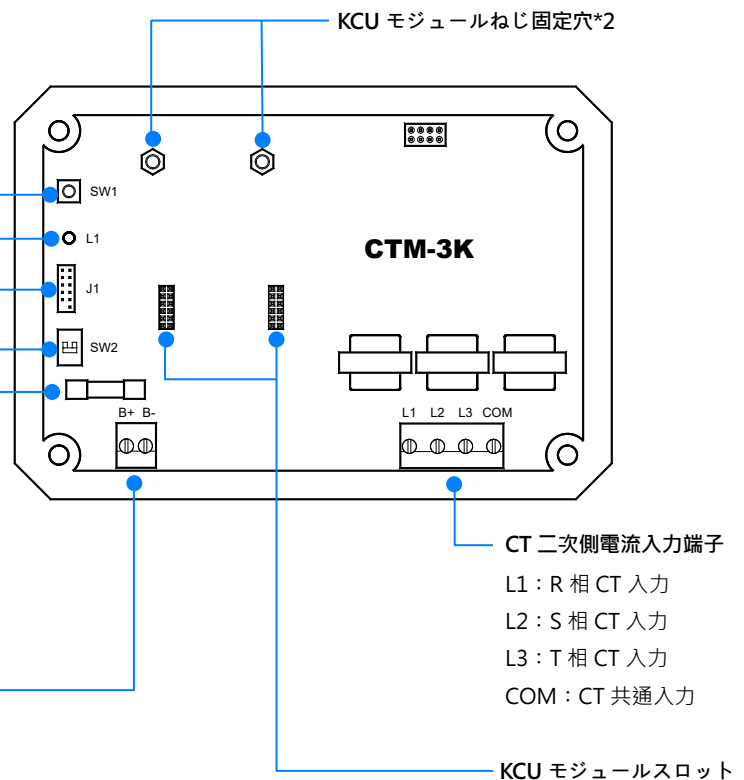 KCU モジュールねじ固定穴*2
SW1
L1
CTM-3K
J1
SW2
B+ B-
L1 L2 L3 COM
CT 二次側電流入力端子
L1：R 相 CT 入力
L2：S 相 CT 入力
L3：T 相 CT 入力
COM：CT 共通入力
KCU モジュールスロット